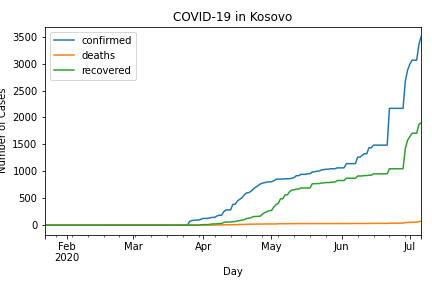 COVID-19 in Kosovo
confirmed
deaths
recovered
3500
3000
2500
2000
1500
1000
500
0
Number of Cases
Feb
2020
Mar
Apr
May
Jun
Jul
Day